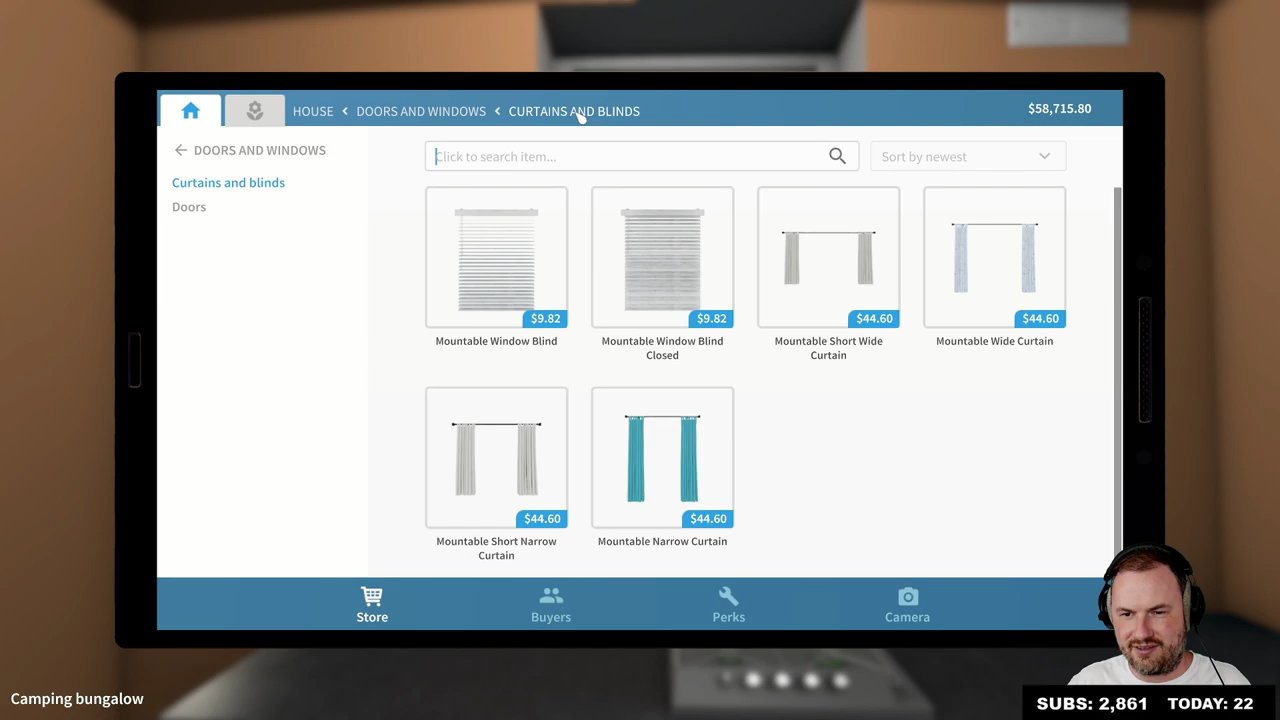 HOUSE < DOORS AND WINDOWS < CURTAINS AND BLINDS
$58,715.80
DOORS AND WINDOWS
Curtains and blinds
Doors
Click to search item...
Sort by newest
$9.82
$9.82
$44.60
$44.60
Mountable Window Blind
Mountable Window Blind
Closed
Mountable Short Wide
Curtain
Mountable Wide Curtain
$44.60
$44.60
Mountable Short Narrow
Curtain
Mountable Narrow Curtain
Store
Buyers
Perks
Camera
Camping bungalow
SUBS: 2,861 TODAY: 22